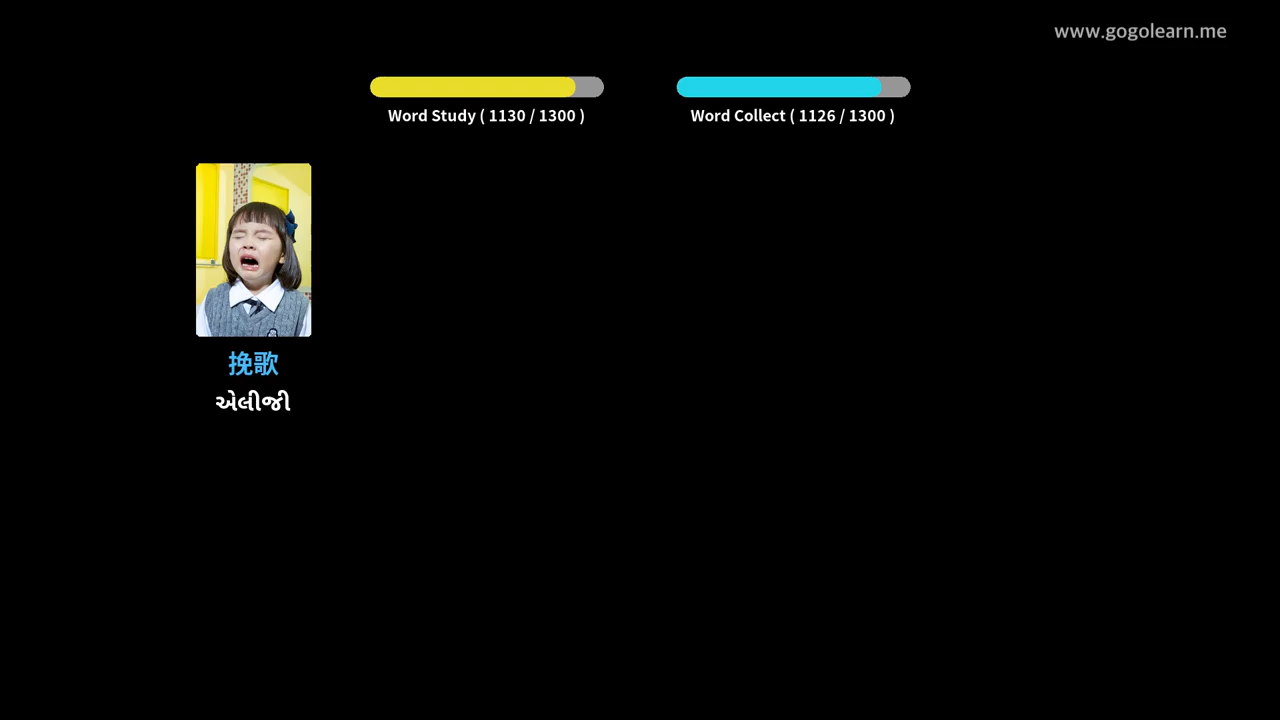 www.gogolearn.me
Word Study ( 1130 / 1300 )
Word Collect ( 1126 / 1300 )
挽歌
એલીજી